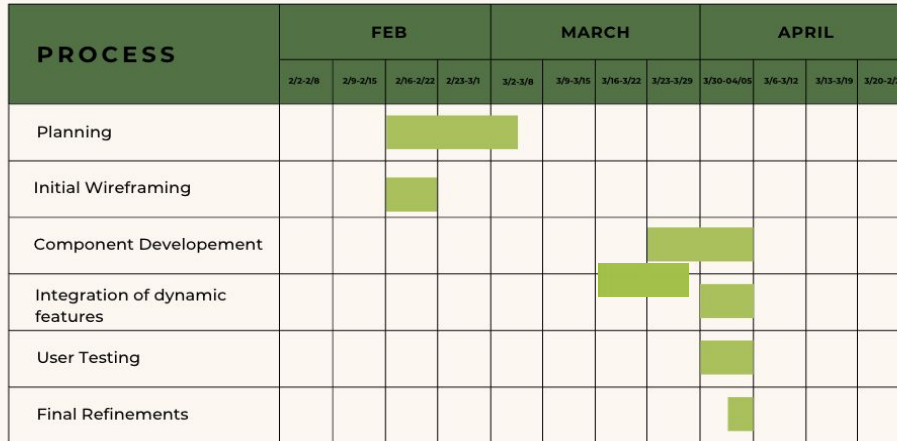 PROCESS
FEB
MARCH
APRIL
2/2-2/8
2/9-2/15
2/16-2/22
2/23-3/1
3/2-3/8
3/9-3/15
3/16-3/22
3/23-3/29
3/30-04/05
3/6-3/12
3/13-3/19
Planning
Initial Wireframing
Component Developement
Integration of dynamic
features
User Testing
Final Refinements